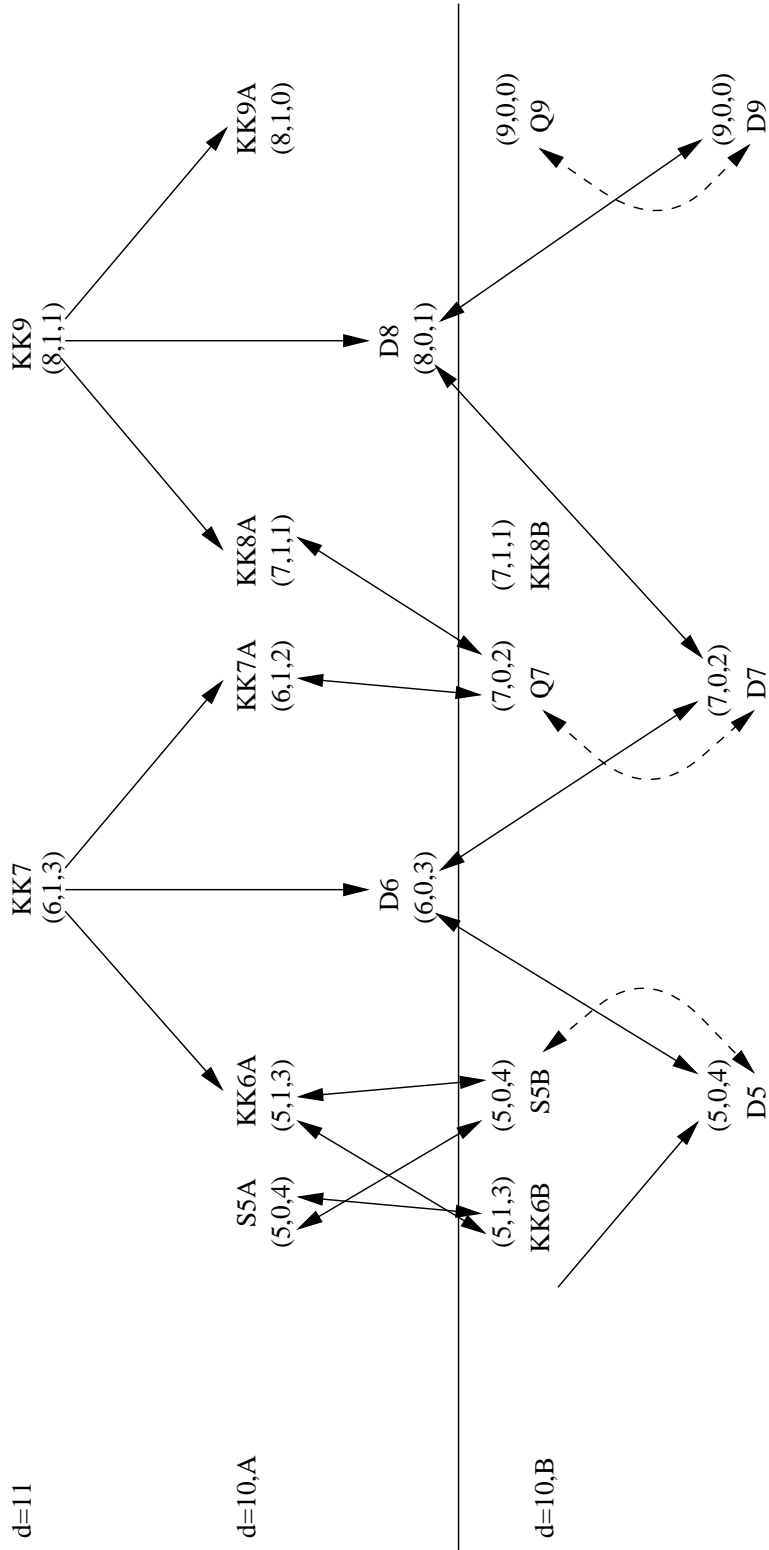 d=11
KK7
(6,1,3)
KK9
(8,1,1)
d=10,A
S5A
(5,0,4)
KK6A
(5,1,3)
KK7A
(6,1,2)
KK8A
(7,1,1)
KK9A
(8,1,0)
D6
(6,0,3)
D8
(8,0,1)
d=10,B
(5,1,3)
KK6B
(5,0,4)
S5B
(7,0,2)
Q7
(7,1,1)
KK8B
(9,0,0)
Q9
(5,0,4)
D5
(7,0,2)
D7
(9,0,0)
D9